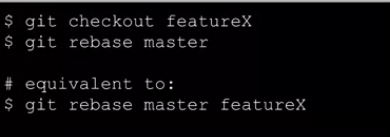 $ git checkout featureX
$ git rebase master
# equivalent to:
$ git rebase master featureX